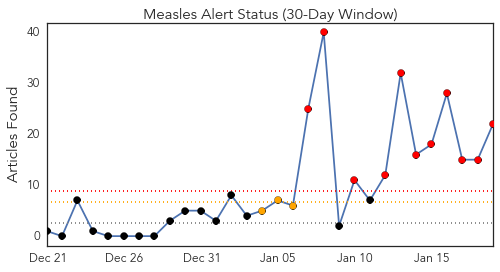 Measles Alert Status (30-Day Window)
Articles Found
40
30
20
10
0
Dec 21 Dec 26 Dec 31 Jan 05 Jan 10 Jan 15